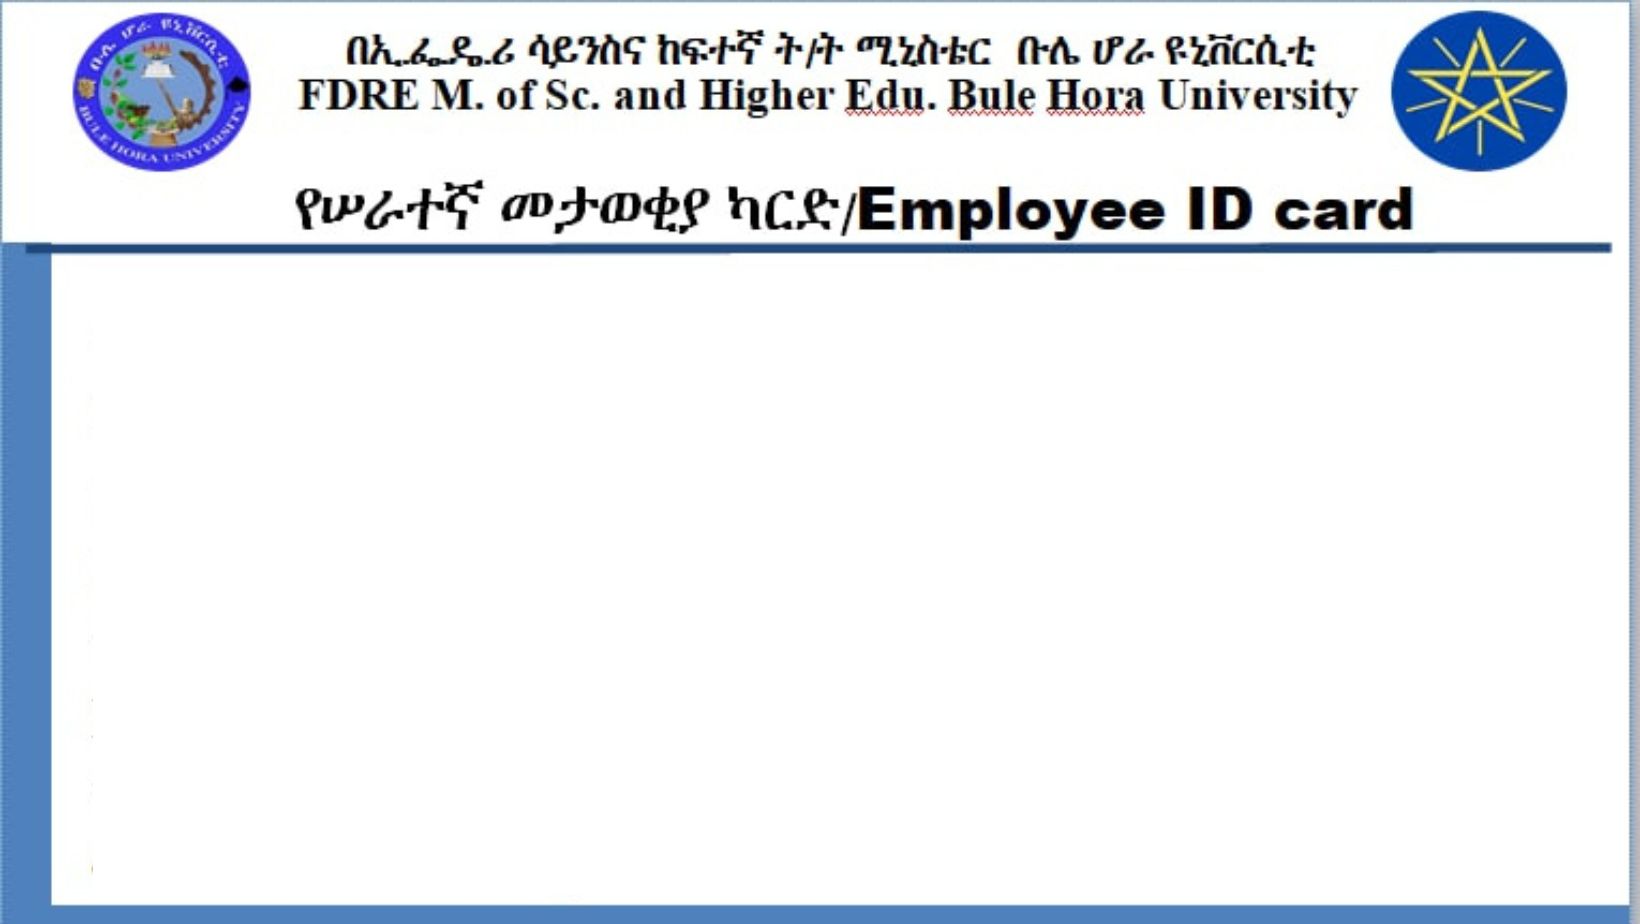 በኢ.ፌ.ዴ.ሪ ሳይንስና ከፍተኛ ት/ት ሚኒስቴር ቡሌ ሆራ ዩኒቨርሲቲ
FDRE M. of Sc. and Higher Edu. Bule Hora University
የሠራተኛ መታወቂያ ካርድ/Employee ID card
ቡሌ ሆራ ዩኒቨርሲቲ
BULE HORA UNIVERSITY